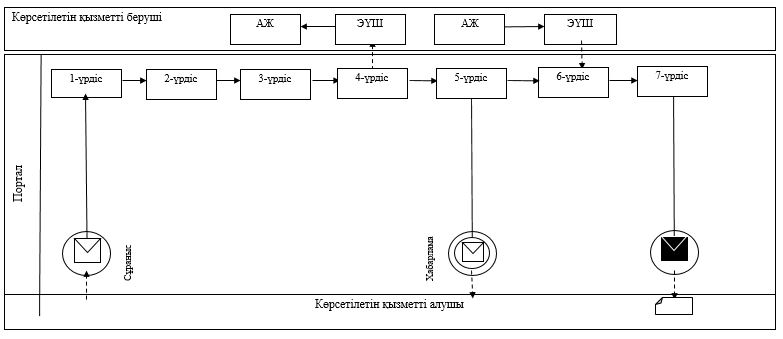 Көрсетілетін қызметті беруші
АЖ ЭҮШ АЖ ЭҮШ
1-үрдіс 2-үрдіс 3-үрдіс 4-үрдіс 5-үрдіс 6-үрдіс 7-үрдіс
Портал
Сұраныс
Хабарлама
Көрсетілетін қызметті алушы